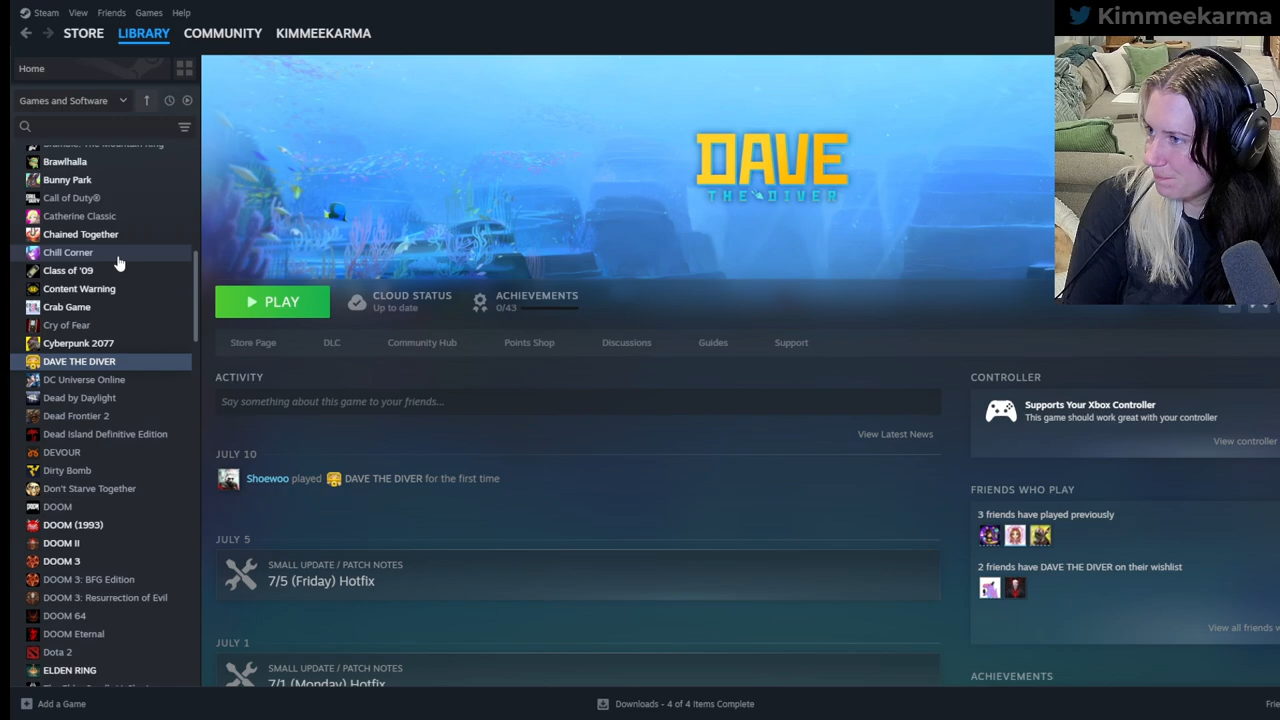 Steam View Friends Games Help
Kimmeekarma
STORE LIBRARY COMMUNITY KIMMEEKARMA
Home
Games and Software
Brawlhalla
Bunny Park
Call of Duty®
Catherine Classic
Chained Together
Chill Corner
Class of '09
Content Warning
Crab Game
Cry of Fear
Cyberpunk 2077
DAVE THE DIVER
DC Universe Online
Dead by Daylight
Dead Frontier 2
Dead Island Definitive Edition
DEVOUR
Dirty Bomb
Don't Starve Together
DOOM
DOOM (1993)
DOOM II
DOOM 3
DOOM 3: BFG Edition
DOOM 3: Resurrection of Evil
DOOM 64
DOOM Eternal
Dota 2
ELDEN RING
DAVE
THE DIVER
PLAY
CLOUD STATUS
Up to date
ACHIEVEMENTS
0/43
Store Page DLC Community Hub Points Shop Discussions Guides Support
ACTIVITY
Say something about this game to your friends...
View Latest News
JULY 10
Shoewoo played DAVE THE DIVER for the first time
JULY 5
SMALL UPDATE / PATCH NOTES
7/5 (Friday) Hotfix
JULY 1
SMALL UPDATE / PATCH NOTES
7/1 (Monday) Hotfix
CONTROLLER
Supports Your Xbox Controller
This game should work great with your controller
View controller
FRIENDS WHO PLAY
3 friends have played previously
2 friends have DAVE THE DIVER on their wishlist
View all friends
ACHIEVEMENTS
Add a Game
Downloads - 4 of 4 Items Complete